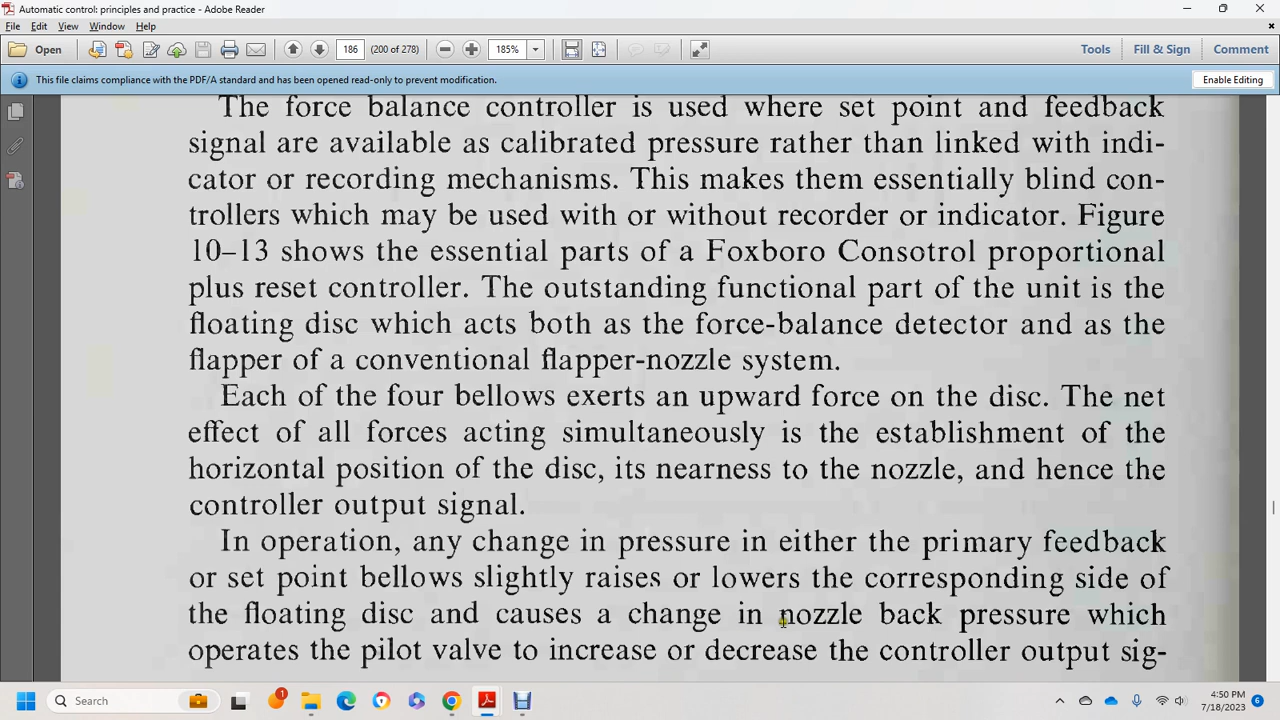 Automatic control: principles and practice - Adobe Reader
File Edit View Window Help
Open 186 (200 of 278) 185% Tools Fill & Sign Comment
This file claims compliance with the PDF/A standard and has been opened read-only to prevent modification. Enable Editing
The force balance controller is used where set point and feedback
signal are available as calibrated pressure rather than linked with indi-
cator or recording mechanisms. This makes them essentially blind con-
trollers which may be used with or without recorder or indicator. Figure
10–13 shows the essential parts of a Foxboro Consotrol proportional
plus reset controller. The outstanding functional part of the unit is the
floating disc which acts both as the force-balance detector and as the
flapper of a conventional flapper-nozzle system.
Each of the four bellows exerts an upward force on the disc. The net
effect of all forces acting simultaneously is the establishment of the
horizontal position of the disc, its nearness to the nozzle, and hence the
controller output signal.
In operation, any change in pressure in either the primary feedback
or set point bellows slightly raises or lowers the corresponding side of
the floating disc and causes a change in nozzle back pressure which
operates the pilot valve to increase or decrease the controller output sig-
Search 1 4:50 PM
7/18/2023 6